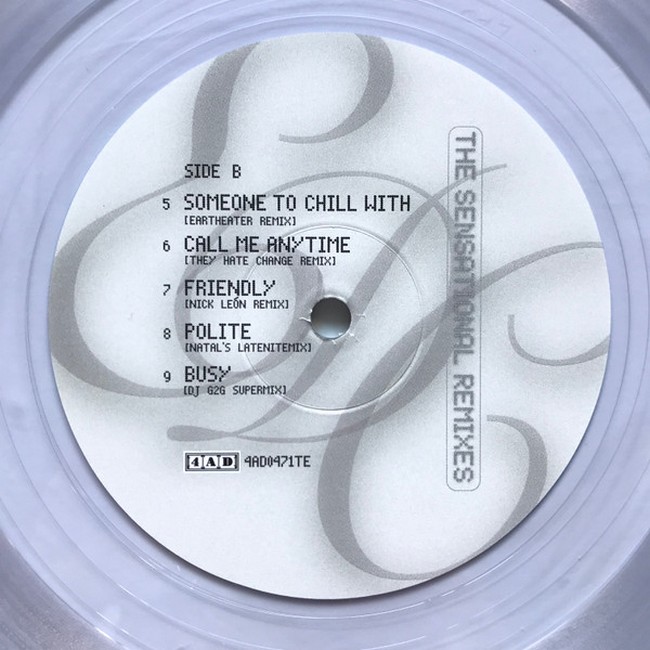 SIDE B
5 SOMEONE TO CHILL WITH
[EARTHEATER REMIX]
6 CALL ME ANYTIME
[THEY HATE CHANGE REMIX]
7 FRIENDLY
[NICK LEÓN REMIX]
8 POLITE
[NATAL'S LATENITEMIX]
9 BUSY
[DJ G2G SUPERMIX]
4AD 4AD0471TE
THE SENSATIONAL REMIXES